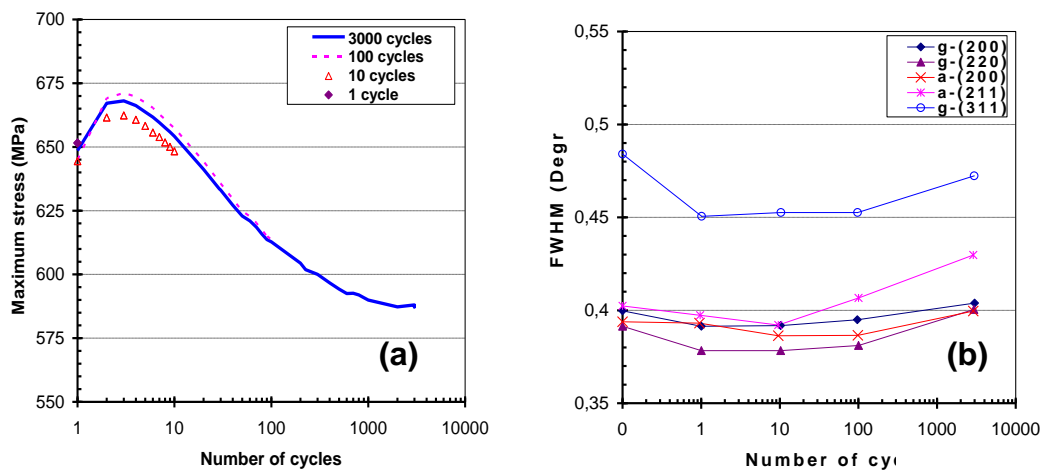 700
675
650
625
600
575
550
1
10
100
1000
10000
Number of cycles
Maximum stress (MPa)
3000 cycles
100 cycles
10 cycles
1 cycle
(a)
0,55
0,5
0,45
0,4
0,35
0
1
10
100
1000
10000
Number of cy
FWHM (Degr
g-(200)
g-(220)
a-(200)
a-(211)
g-(311)
(b)